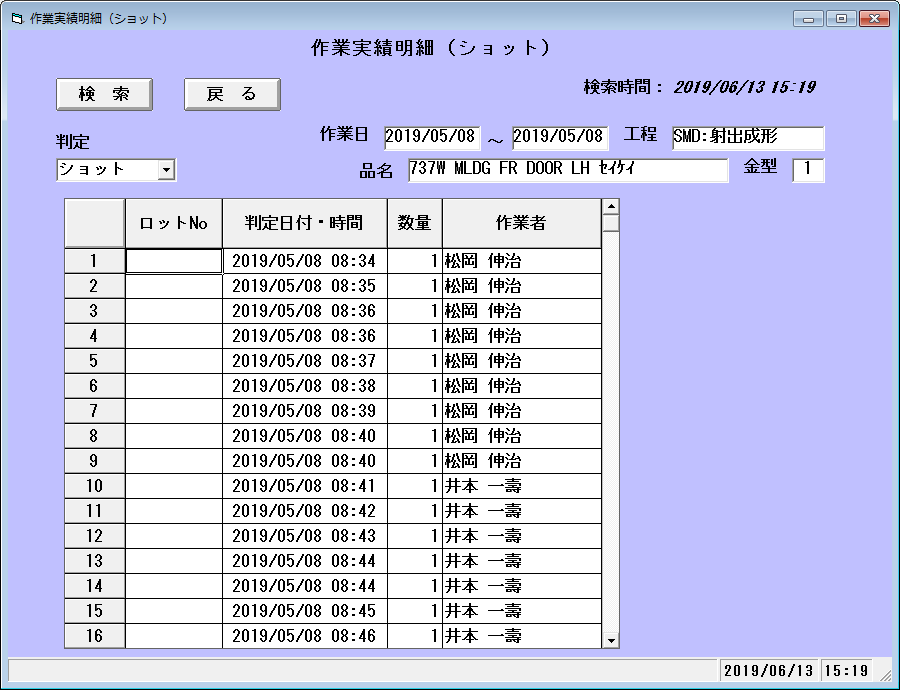 作業実績明細（ショット）
作業実績明細（ショット）
検 索 戻 る 検索時間： 2019/06/13 15:19
判定 作業日 2019/05/08 ～ 2019/05/08 工程 SMD:射出成形
ショット 品名 737W MLDG FR DOOR LH ｾｲｹｲ 金型 1
ロットNo 判定日付・時間 数量 作業者
1 2019/05/08 08:34 1 松岡 伸治
2 2019/05/08 08:35 1 松岡 伸治
3 2019/05/08 08:36 1 松岡 伸治
4 2019/05/08 08:36 1 松岡 伸治
5 2019/05/08 08:37 1 松岡 伸治
6 2019/05/08 08:38 1 松岡 伸治
7 2019/05/08 08:39 1 松岡 伸治
8 2019/05/08 08:40 1 松岡 伸治
9 2019/05/08 08:40 1 松岡 伸治
10 2019/05/08 08:41 1 井本 一壽
11 2019/05/08 08:42 1 井本 一壽
12 2019/05/08 08:43 1 井本 一壽
13 2019/05/08 08:44 1 井本 一壽
14 2019/05/08 08:44 1 井本 一壽
15 2019/05/08 08:45 1 井本 一壽
16 2019/05/08 08:46 1 井本 一壽
2019/06/13 15:19